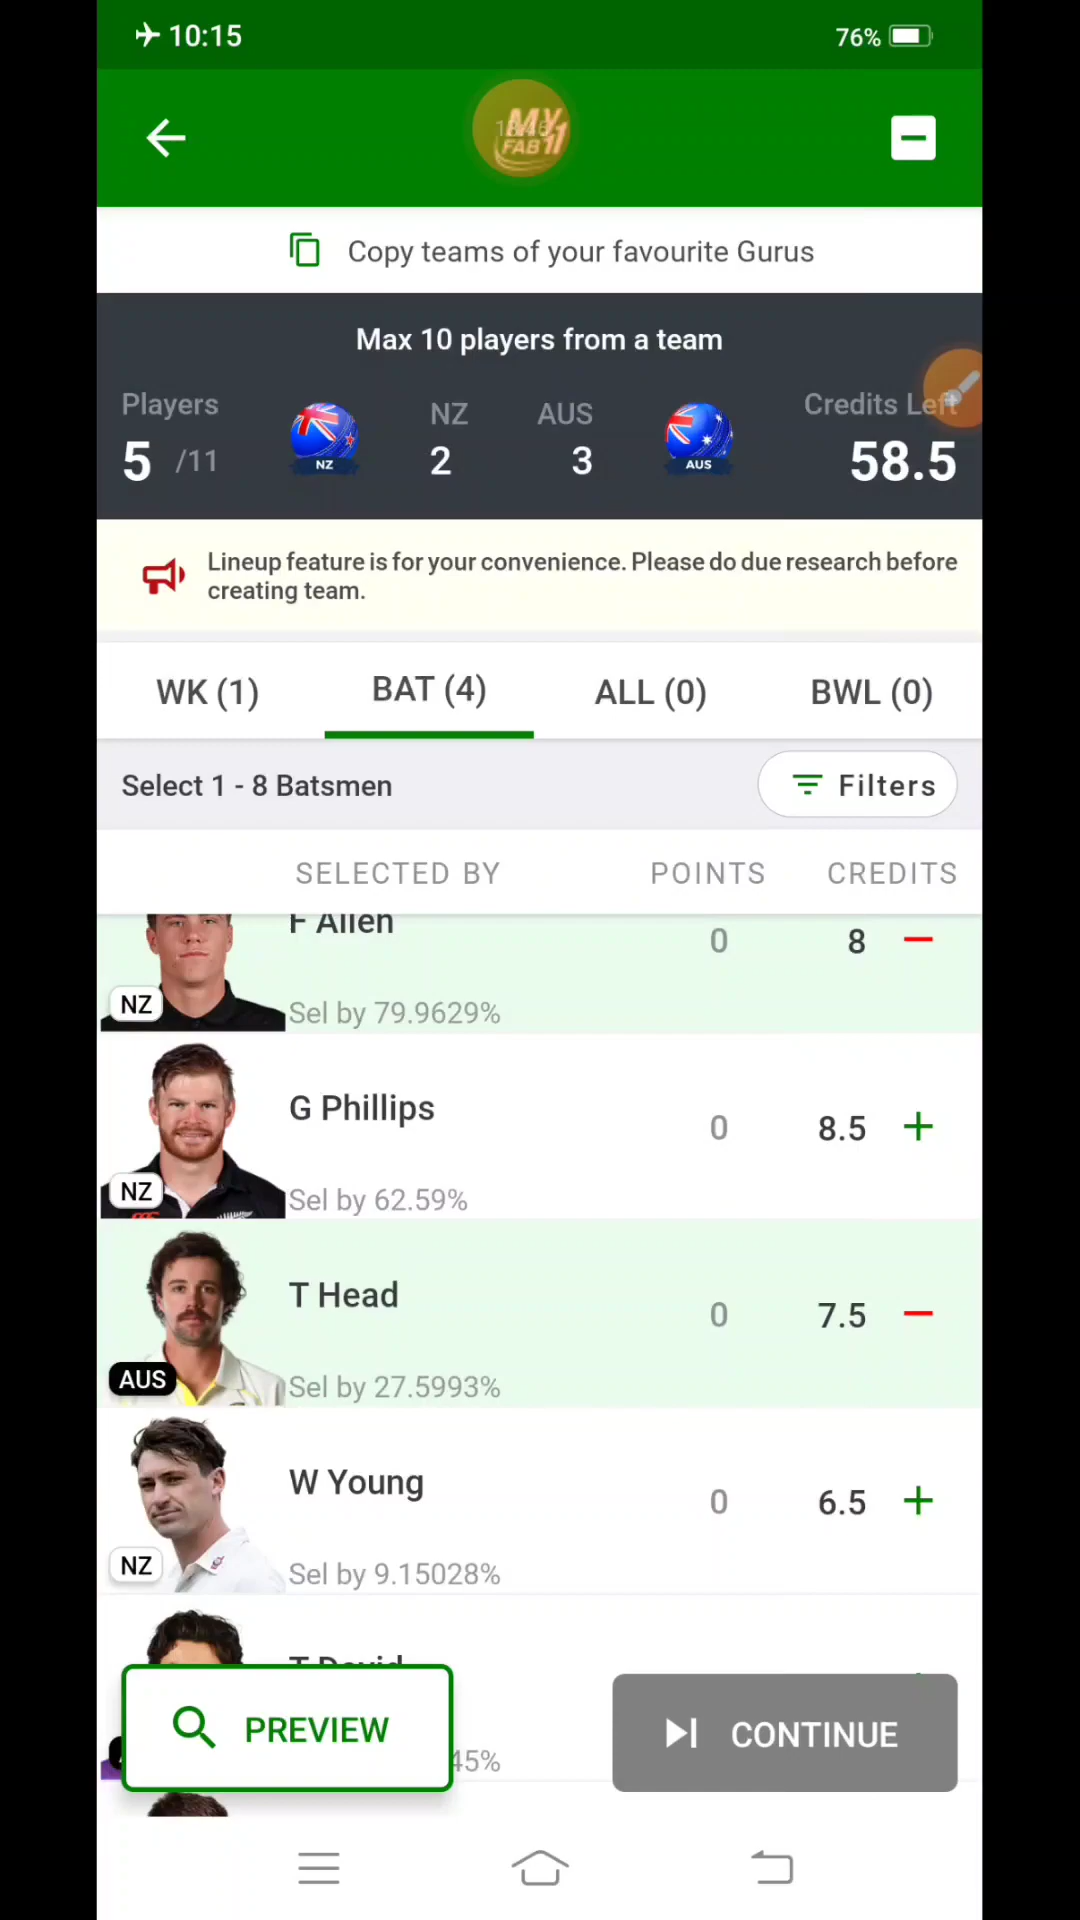 10:15
76%
MY
FAB11
Copy teams of your favourite Gurus
Max 10 players from a team
Players
NZ
AUS
Credits Left
5 /11
NZ
2
3
AUS
58.5
Lineup feature is for your convenience. Please do due research before
creating team.
WK (1)
BAT (4)
ALL (0)
BWL (0)
Select 1 - 8 Batsmen
Filters
SELECTED BY
POINTS
CREDITS
F Allen
0
8
NZ
Sel by 79.9629%
G Phillips
0
8.5
NZ
Sel by 62.59%
T Head
0
7.5
AUS
Sel by 27.5993%
W Young
0
6.5
NZ
Sel by 9.15028%
T David
PREVIEW
CONTINUE
45%